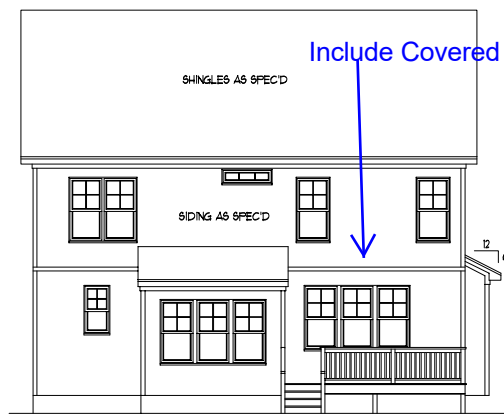 Include Covered
SHINGLES AS SPEC'D
SIDING AS SPEC'D
12